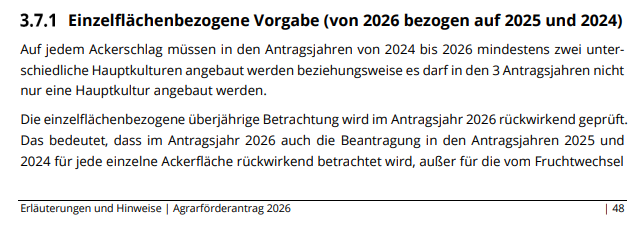 3.7.1 Einzelflächenbezogene Vorgabe (von 2026 bezogen auf 2025 und 2024)
Auf jedem Ackerschlag müssen in den Antragsjahren von 2024 bis 2026 mindestens zwei unter-
schiedliche Hauptkulturen angebaut werden beziehungsweise es darf in den 3 Antragsjahren nicht
nur eine Hauptkultur angebaut werden.
Die einzelflächenbezogene überjährige Betrachtung wird im Antragsjahr 2026 rückwirkend geprüft.
Das bedeutet, dass im Antragsjahr 2026 auch die Beantragung in den Antragsjahren 2025 und
2024 für jede einzelne Ackerfläche rückwirkend betrachtet wird, außer für die vom Fruchtwechsel
Erläuterungen und Hinweise | Agrarförderantrag 2026 | 48